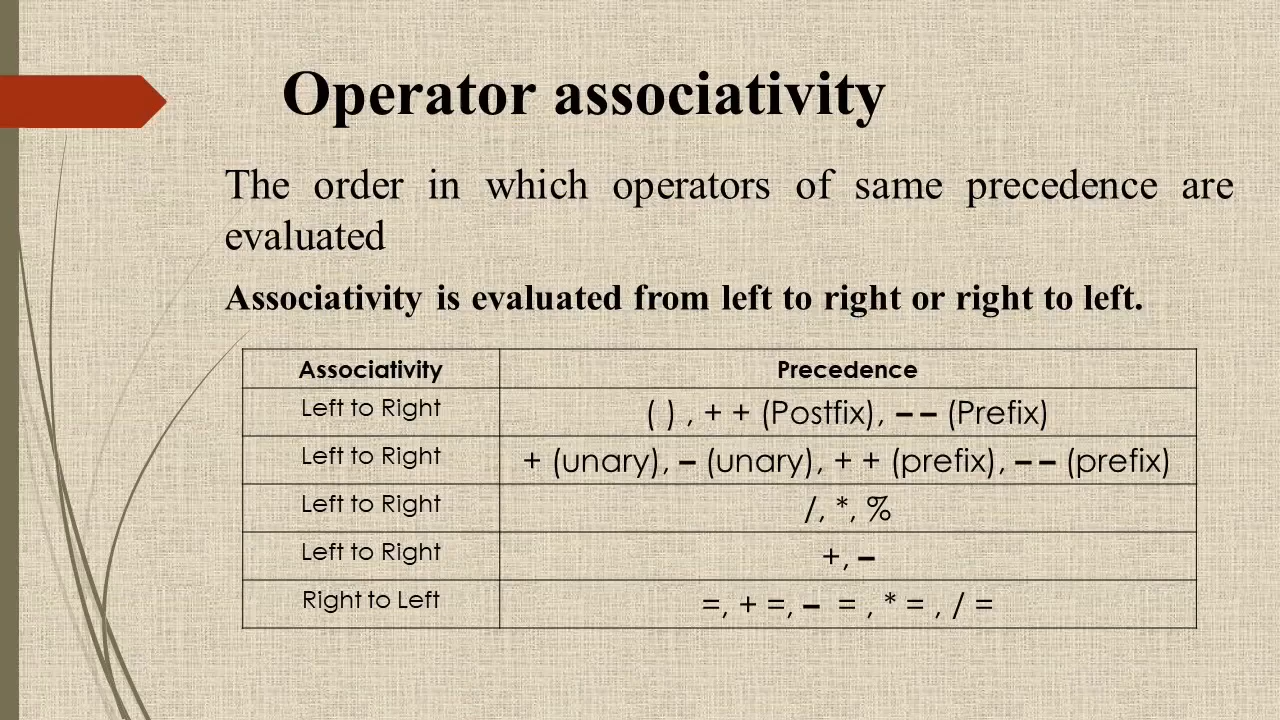 Operator associativity
The order in which operators of same precedence are
evaluated
Associativity is evaluated from left to right or right to left.
Associativity Precedence
Left to Right ( ) , + + (Postfix), – – (Prefix)
Left to Right + (unary), – (unary), + + (prefix), – – (prefix)
Left to Right /, *, %
Left to Right +, –
Right to Left =, + =, – = , * = , / =